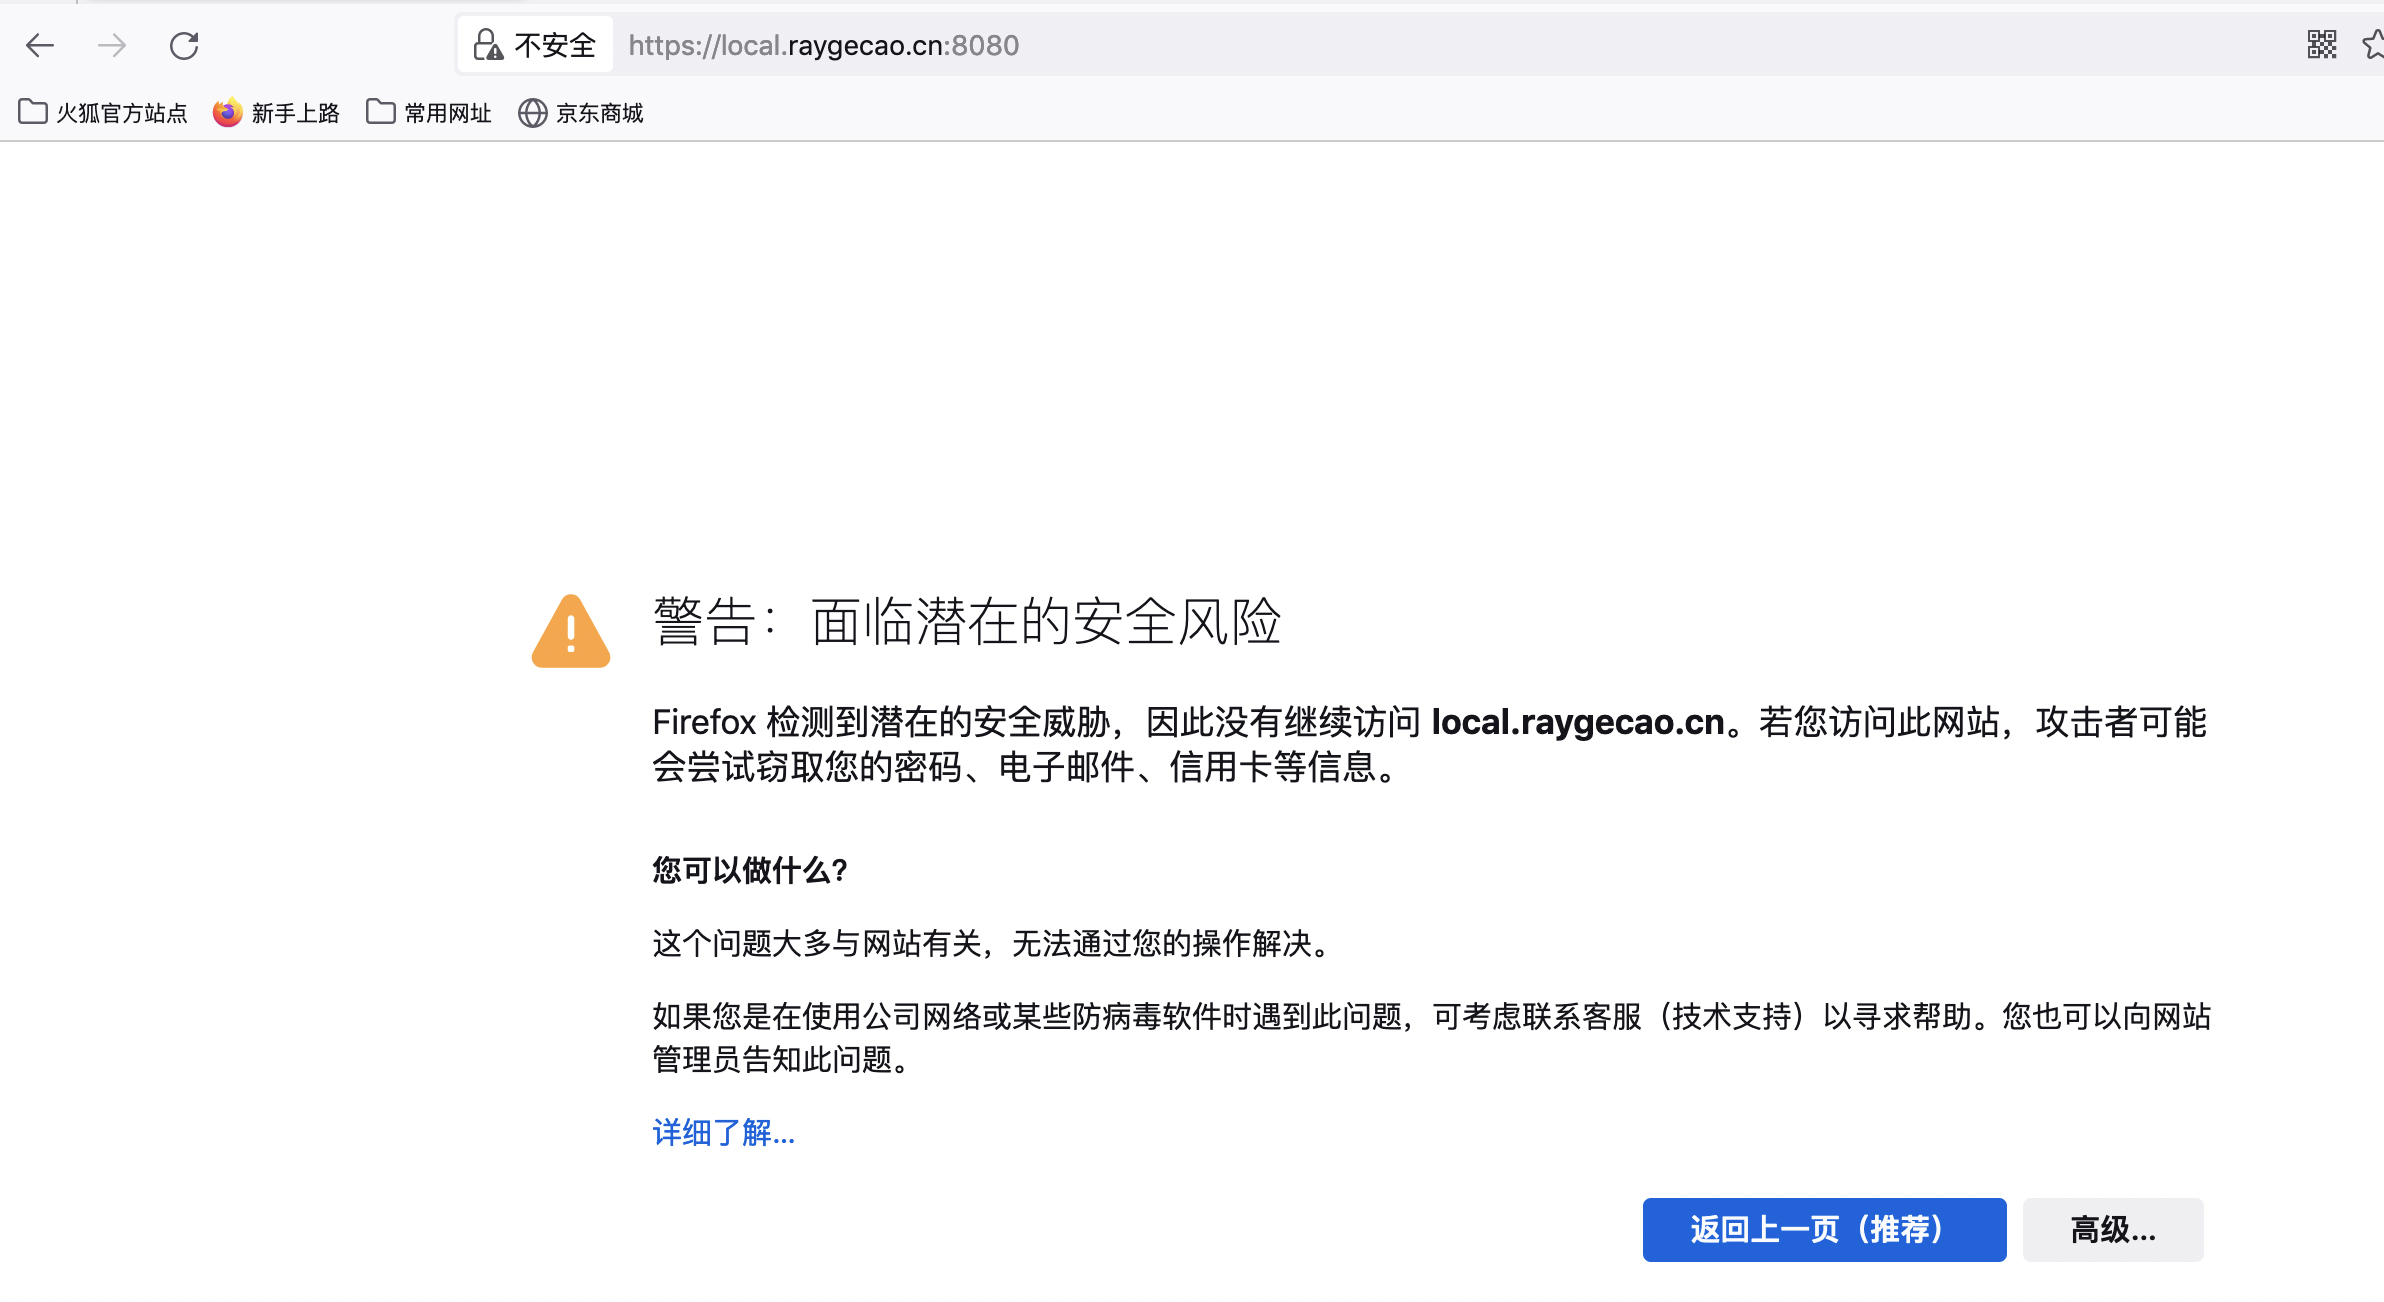 不安全 https://local.raygecao.cn:8080
火狐官方站点 新手上路 常用网址 京东商城
警告：面临潜在的安全风险
Firefox 检测到潜在的安全威胁，因此没有继续访问 local.raygecao.cn。若您访问此网站，攻击者可能
会尝试窃取您的密码、电子邮件、信用卡等信息。
您可以做什么？
这个问题大多与网站有关，无法通过您的操作解决。
如果您是在使用公司网络或某些防病毒软件时遇到此问题，可考虑联系客服（技术支持）以寻求帮助。您也可以向网站
管理员告知此问题。
详细了解...
返回上一页（推荐） 高级...